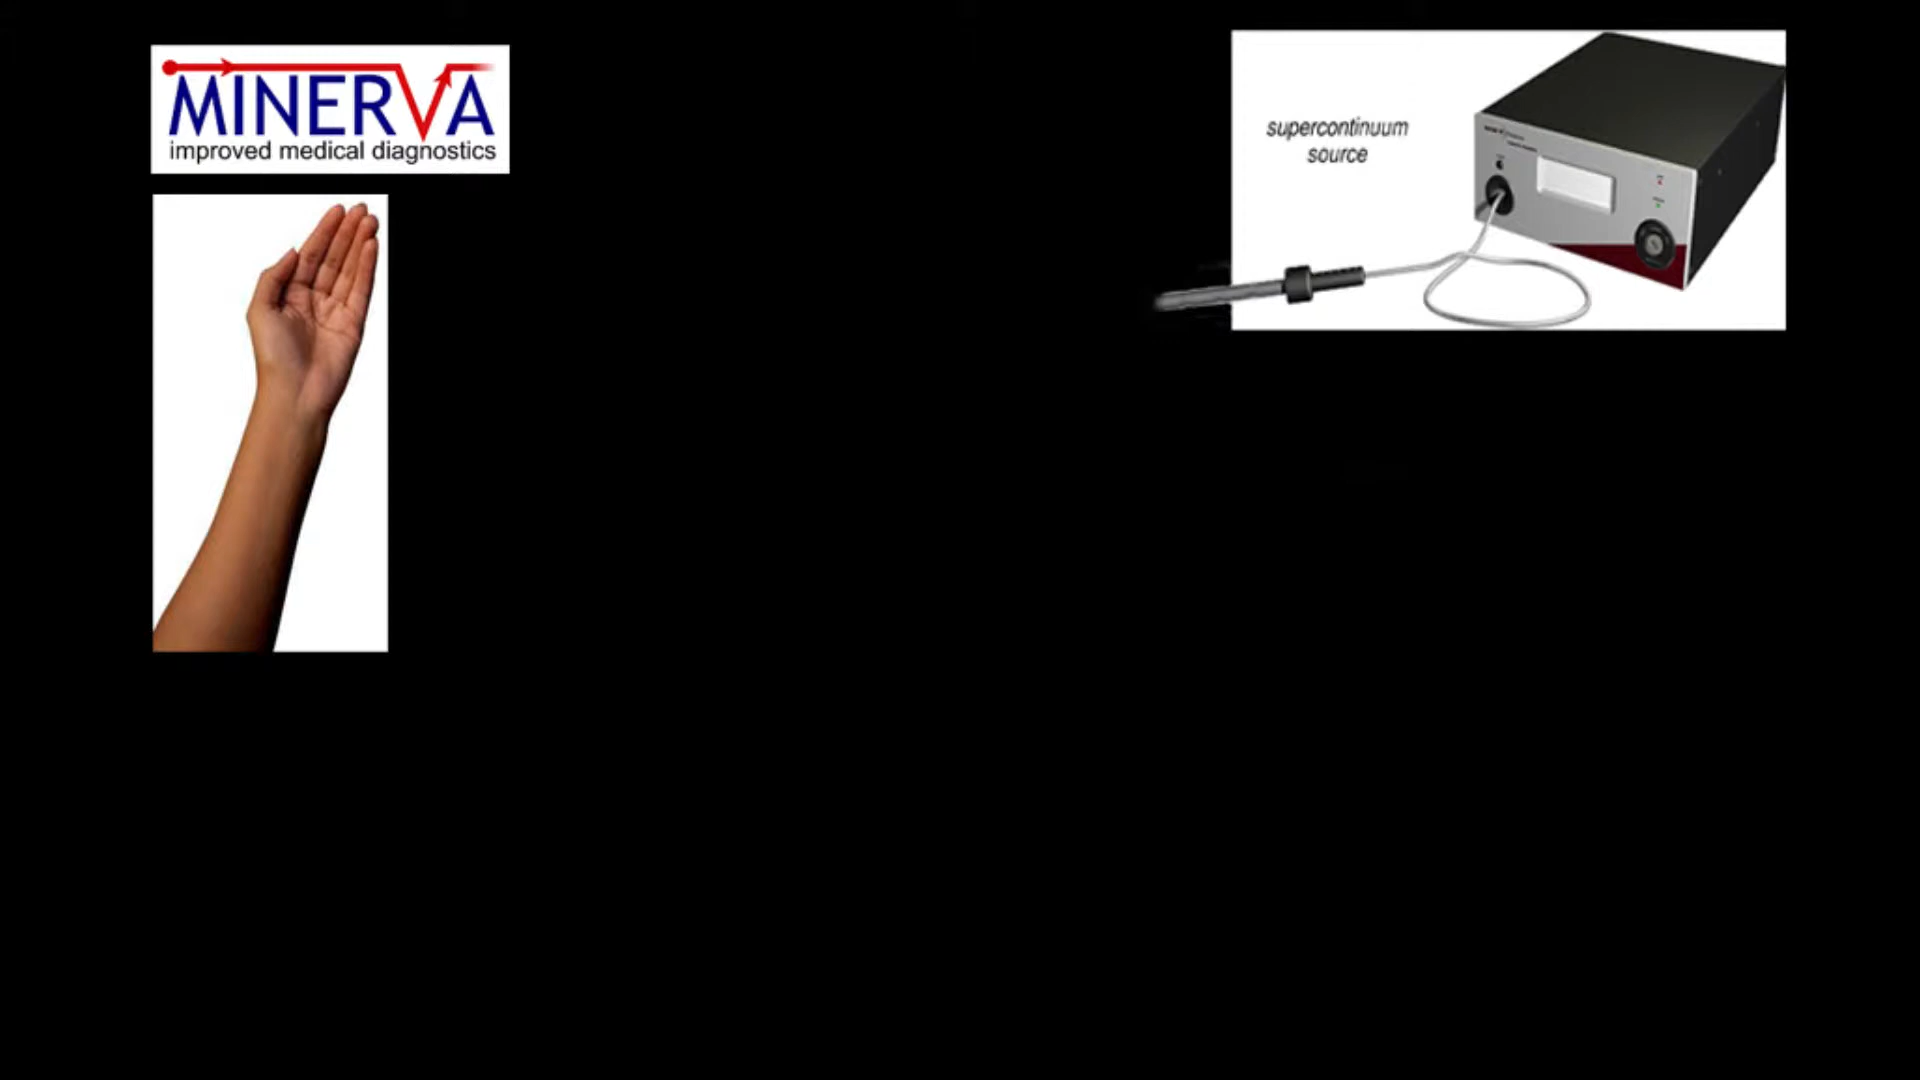 MINERVA
improved medical diagnostics
supercontinuum
source